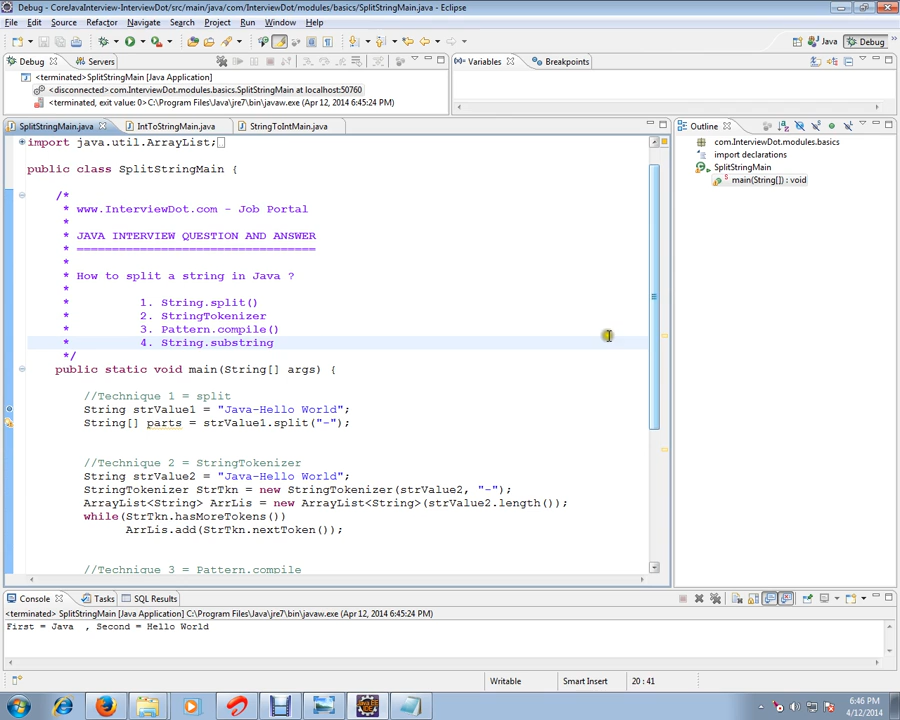 Debug - CoreJavaInterview-InterviewDot/src/main/java/com/InterviewDot/modules/basics/SplitStringMain.java - Eclipse
File Edit Source Refactor Navigate Search Project Run Window Help
Java Debug
Debug Servers
Variables Breakpoints
<terminated>SplitStringMain [Java Application]
<disconnected>com.InterviewDot.modules.basics.SplitStringMain at localhost:50760
<terminated, exit value: 0>C:\Program Files\Java\jre7\bin\javaw.exe (Apr 12, 2014 6:45:24 PM)
SplitStringMain.java IntToStringMain.java StringToIntMain.java
Outline
import java.util.ArrayList;
public class SplitStringMain {
/*
* www.InterviewDot.com - Job Portal
*
* JAVA INTERVIEW QUESTION AND ANSWER
* ==================================
*
* How to split a string in Java ?
*
* 1. String.split()
* 2. StringTokenizer
* 3. Pattern.compile()
* 4. String.substring
*/
public static void main(String[] args) {
//Technique 1 = split
String strValue1 = "Java-Hello World";
String[] parts = strValue1.split("-");
//Technique 2 = StringTokenizer
String strValue2 = "Java-Hello World";
StringTokenizer StrTkn = new StringTokenizer(strValue2, "-");
ArrayList<String> ArrLis = new ArrayList<String>(strValue2.length());
while(StrTkn.hasMoreTokens())
ArrLis.add(StrTkn.nextToken());
//Technique 3 = Pattern.compile
com.InterviewDot.modules.basics
import declarations
SplitStringMain
main(String[]) : void
Console Tasks SQL Results
<terminated> SplitStringMain [Java Application] C:\Program Files\Java\jre7\bin\javaw.exe (Apr 12, 2014 6:45:24 PM)
First = Java , Second = Hello World
Writable Smart Insert 20 : 41
6:46 PM
4/12/2014